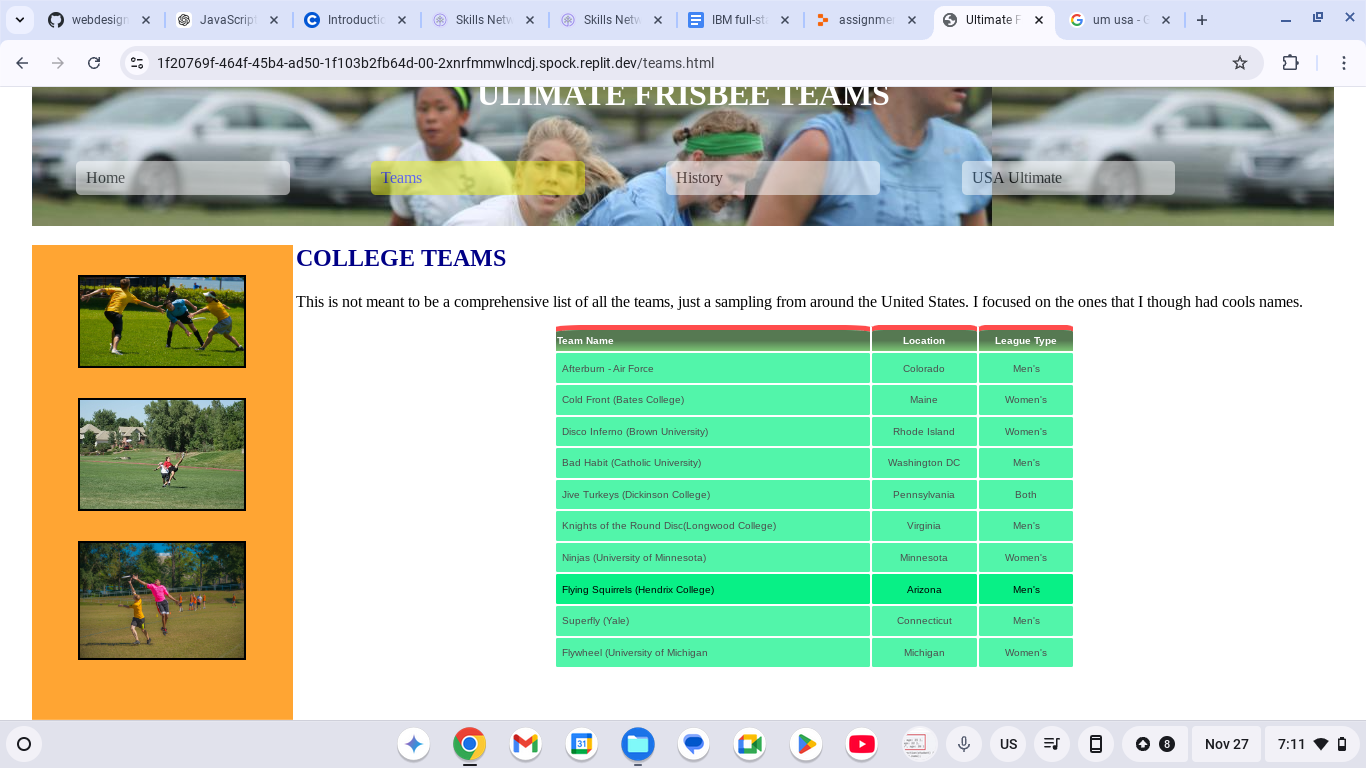 webdesign
JavaScript
Introductio
Skills Netw
Skills Netw
IBM full-sta
assignmen
Ultimate F
um usa - G
1f20769f-464f-45b4-ad50-1f103b2fb64d-00-2xnrfmmwlncdj.spock.replit.dev/teams.html
ULIMATE FRISBEE TEAMS
Home Teams History USA Ultimate
COLLEGE TEAMS
This is not meant to be a comprehensive list of all the teams, just a sampling from around the United States. I focused on the ones that I though had cools names.
Team Name Location League Type
Afterburn - Air Force Colorado Men's
Cold Front (Bates College) Maine Women's
Disco Inferno (Brown University) Rhode Island Women's
Bad Habit (Catholic University) Washington DC Men's
Jive Turkeys (Dickinson College) Pennsylvania Both
Knights of the Round Disc(Longwood College) Virginia Men's
Ninjas (University of Minnesota) Minnesota Women's
Flying Squirrels (Hendrix College) Arizona Men's
Superfly (Yale) Connecticut Men's
Flywheel (University of Michigan Michigan Women's
31
US
8
Nov 27
7:11